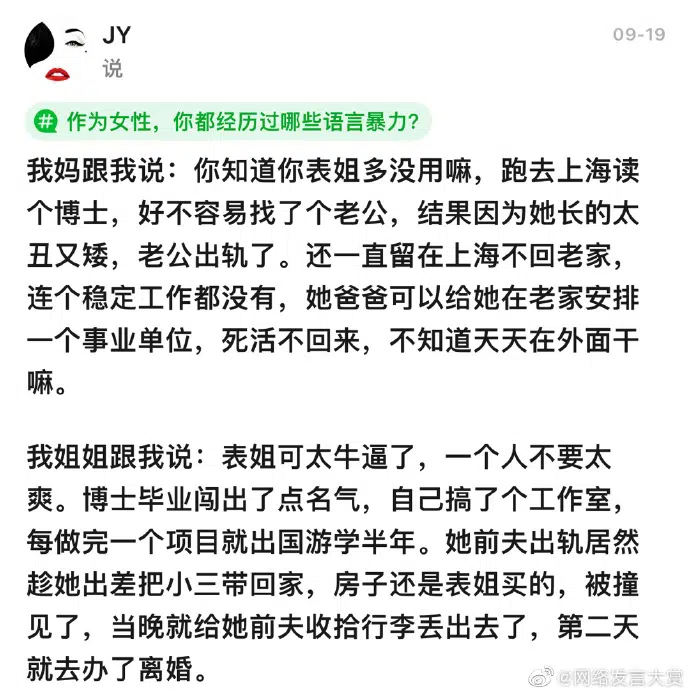 JY
09-19
说
# 作为女性，你都经历过哪些语言暴力？
我妈跟我说：你知道你表姐多没用嘛，跑去上海读
个博士，好不容易找了个老公，结果因为她长的太
丑又矮，老公出轨了。还一直留在上海不回老家，
连个稳定工作都没有，她爸爸可以给她在老家安排
一个事业单位，死活不回来，不知道天天在外面干
嘛。
我姐姐跟我说：表姐可太牛逼了，一个人不要太
爽。博士毕业闯出了点名气，自己搞了个工作室，
每做完一个项目就出国游学半年。她前夫出轨居然
趁她出差把小三带回家，房子还是表姐买的，被撞
见了，当晚就给她前夫收拾行李丢出去了，第二天
就去办了离婚。
@网络发言大赏